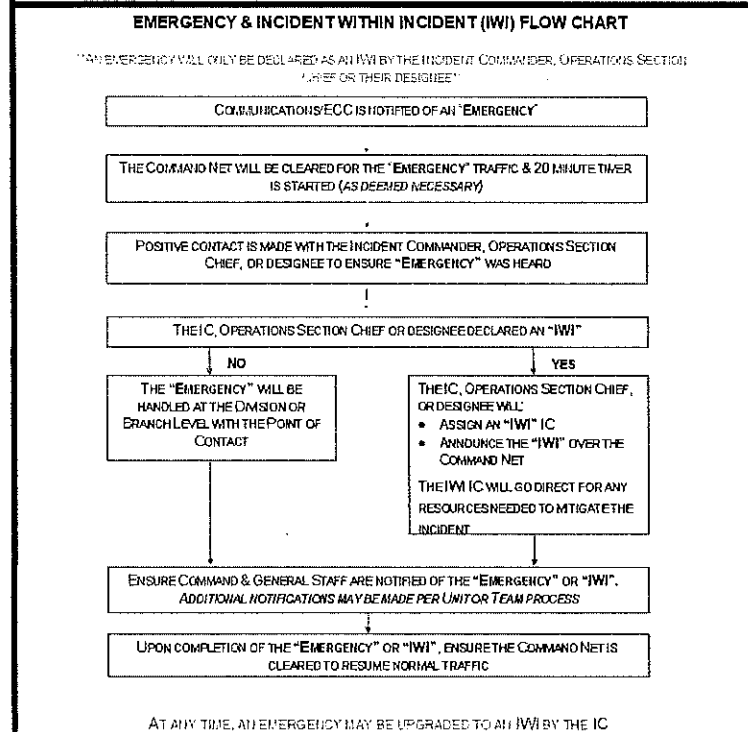 EMERGENCY & INCIDENT WITHIN INCIDENT (IWI) FLOW CHART
"AN EMERGENCY WILL ONLY BE DECLARED AS AN IWI BY THE INCIDENT COMMANDER, OPERATIONS SECTION
CHIEF OR THEIR DESIGNEE"
COMMUNICATIONS/ECC IS NOTIFIED OF AN "EMERGENCY"
THE COMMAND NET WILL BE CLEARED FOR THE "EMERGENCY" TRAFFIC & 20 MINUTE TIMER
IS STARTED (AS DEEMED NECESSARY)
POSITIVE CONTACT IS MADE WITH THE INCIDENT COMMANDER, OPERATIONS SECTION
CHIEF, OR DESIGNEE TO ENSURE "EMERGENCY" WAS HEARD
THE IC, OPERATIONS SECTION CHIEF OR DESIGNEE DECLARED AN "IWI"
NO
THE "EMERGENCY" WILL BE
HANDLED AT THE DIVISION OR
BRANCH LEVEL WITH THE POINT OF
CONTACT
YES
THE IC, OPERATIONS SECTION CHIEF,
OR DESIGNEE WILL:
• ASSIGN AN "IWI" IC
• ANNOUNCE THE "IWI" OVER THE
COMMAND NET
THE IWI IC WILL GO DIRECT FOR ANY
RESOURCES NEEDED TO MITIGATE THE
INCIDENT
ENSURE COMMAND & GENERAL STAFF ARE NOTIFIED OF THE "EMERGENCY" OR "IWI".
ADDITIONAL NOTIFICATIONS MAY BE MADE PER UNIT OR TEAM PROCESS
UPON COMPLETION OF THE "EMERGENCY" OR "IWI", ENSURE THE COMMAND NET IS
CLEARED TO RESUME NORMAL TRAFFIC
AT ANY TIME, AN EMERGENCY MAY BE UPGRADED TO AN IWI BY THE IC